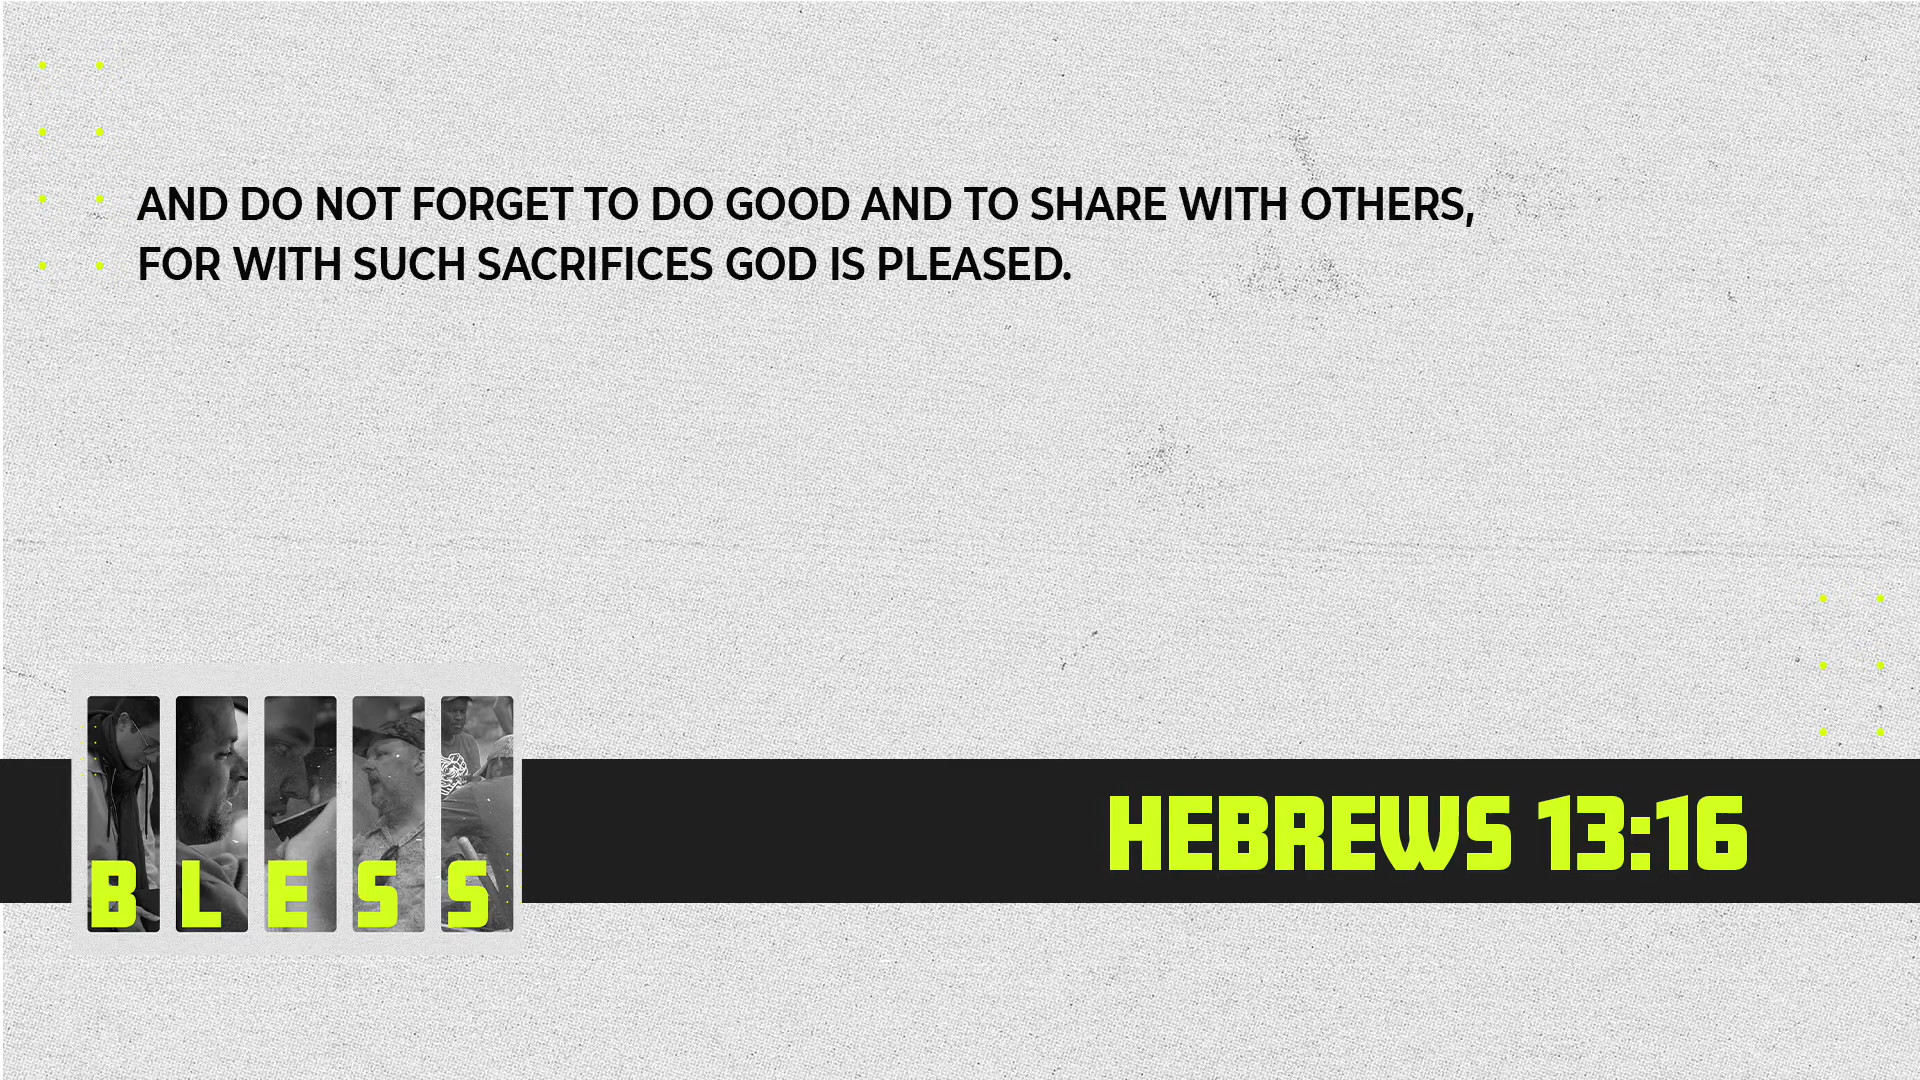 AND DO NOT FORGET TO DO GOOD AND TO SHARE WITH OTHERS,
FOR WITH SUCH SACRIFICES GOD IS PLEASED.
HEBREWS 13:16
BLESS